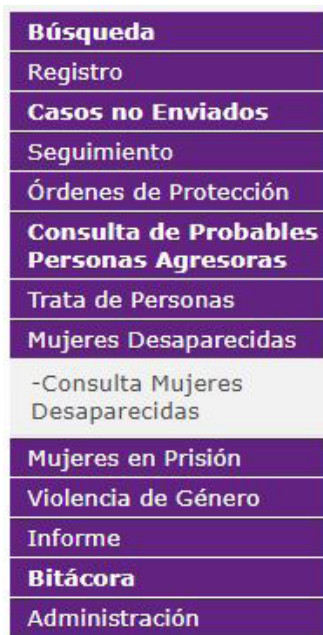 Búsqueda
Registro
Casos no Enviados
Seguimiento
Órdenes de Protección
Consulta de Probables
Personas Agresoras
Trata de Personas
Mujeres Desaparecidas
-Consulta Mujeres
Desaparecidas
Mujeres en Prisión
Violencia de Género
Informe
Bitácora
Administración